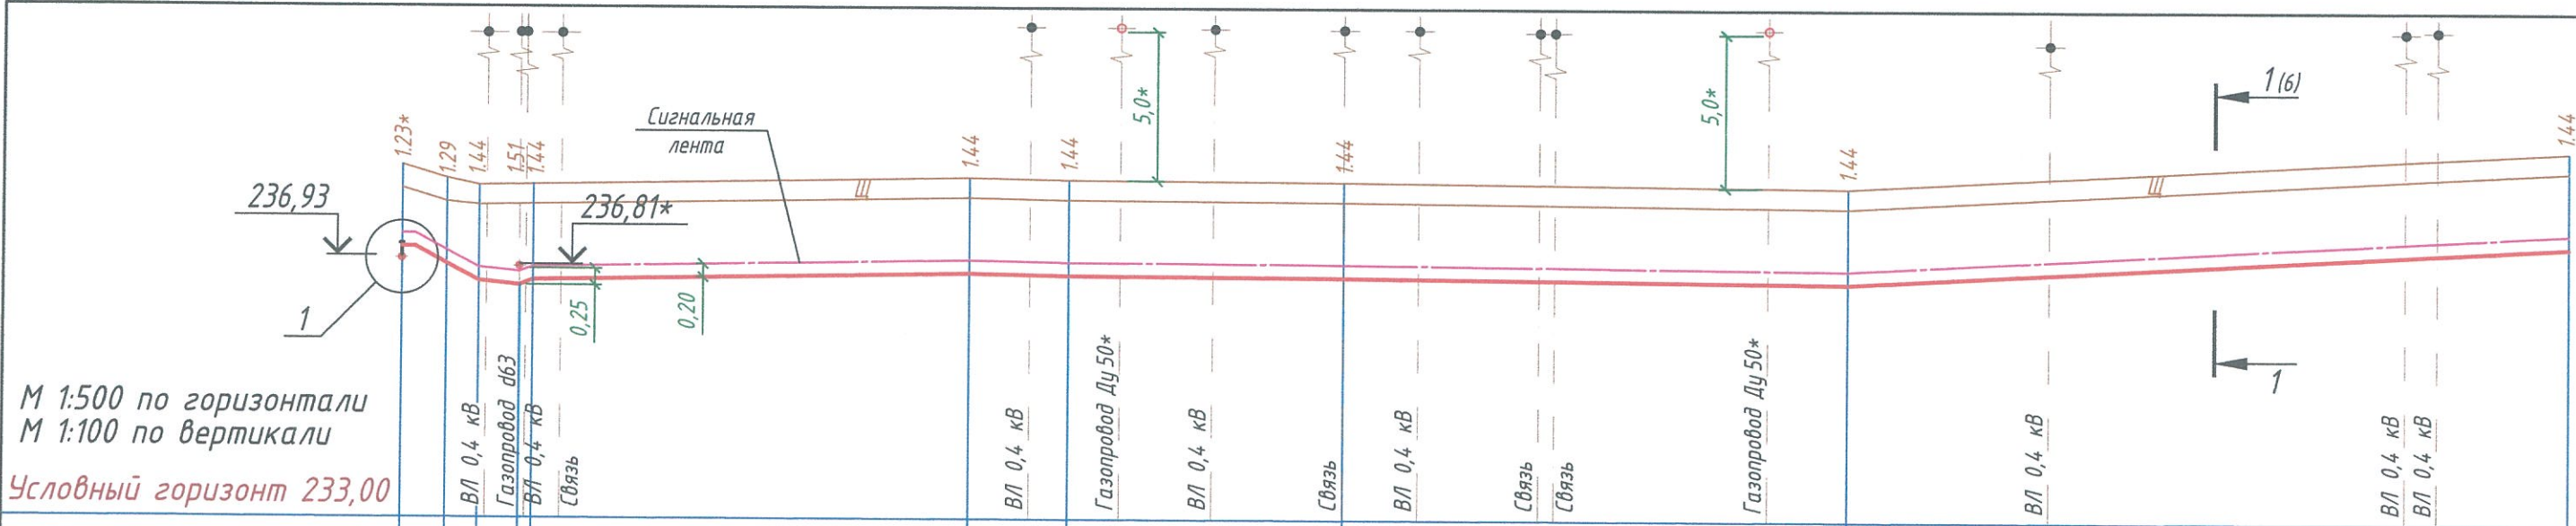 1(6)
5,0*
5,0*
Сигнальная
лента
1.23*
1.29
1.44
1.51
1.44
1.44
1.44
1.44
1.44
1.44
Щ
Щ
236,93
236,81*
0,25
0,20
1
1
М 1:500 по горизонтали
М 1:100 по вертикали
Условный горизонт 233,00
ВЛ 0,4 кВ
Газопровод d63
ВЛ 0,4 кВ
Связь
ВЛ 0,4 кВ
Газопровод Ду 50*
ВЛ 0,4 кВ
Связь
ВЛ 0,4 кВ
Связь
Связь
Газопровод Ду 50*
ВЛ 0,4 кВ
ВЛ 0,4 кВ
ВЛ 0,4 кВ